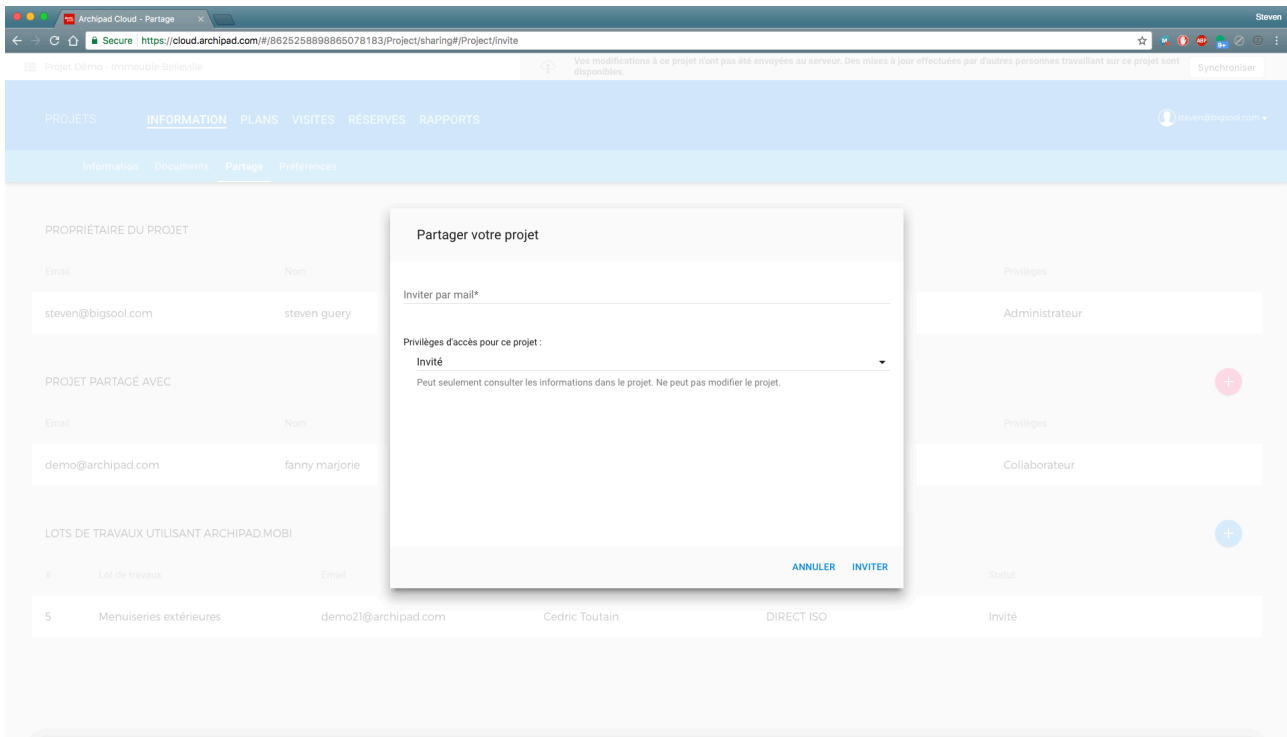 Archipad Cloud - Partage
Steven
Secure https://cloud.archipad.com/#/8625258898865078183/Project/sharing#/Project/invite
Projet Démo - Immeuble Belleville
Vos modifications à ce projet n'ont pas été envoyées au serveur. Des mises à jour effectuées par d'autres personnes travaillant sur ce projet sont
disponibles.
Synchroniser
PROJETS INFORMATION PLANS VISITES RÉSERVES RAPPORTS
steven@bigsool.com
Information Documents Partage Préférences
PROPRIÉTAIRE DU PROJET
Email Nom Privilèges
steven@bigsool.com steven guery Administrateur
PROJET PARTAGÉ AVEC
Email Nom Privilèges
demo@archipad.com fanny marjorie Collaborateur
LOTS DE TRAVAUX UTILISANT ARCHIPAD.MOBI
# Lot de travaux Email Statut
5 Menuiseries extérieures demo21@archipad.com Cedric Toutain DIRECT ISO Invité
Partager votre projet
Inviter par mail*
Privilèges d'accès pour ce projet :
Invité
Peut seulement consulter les informations dans le projet. Ne peut pas modifier le projet.
ANNULER INVITER